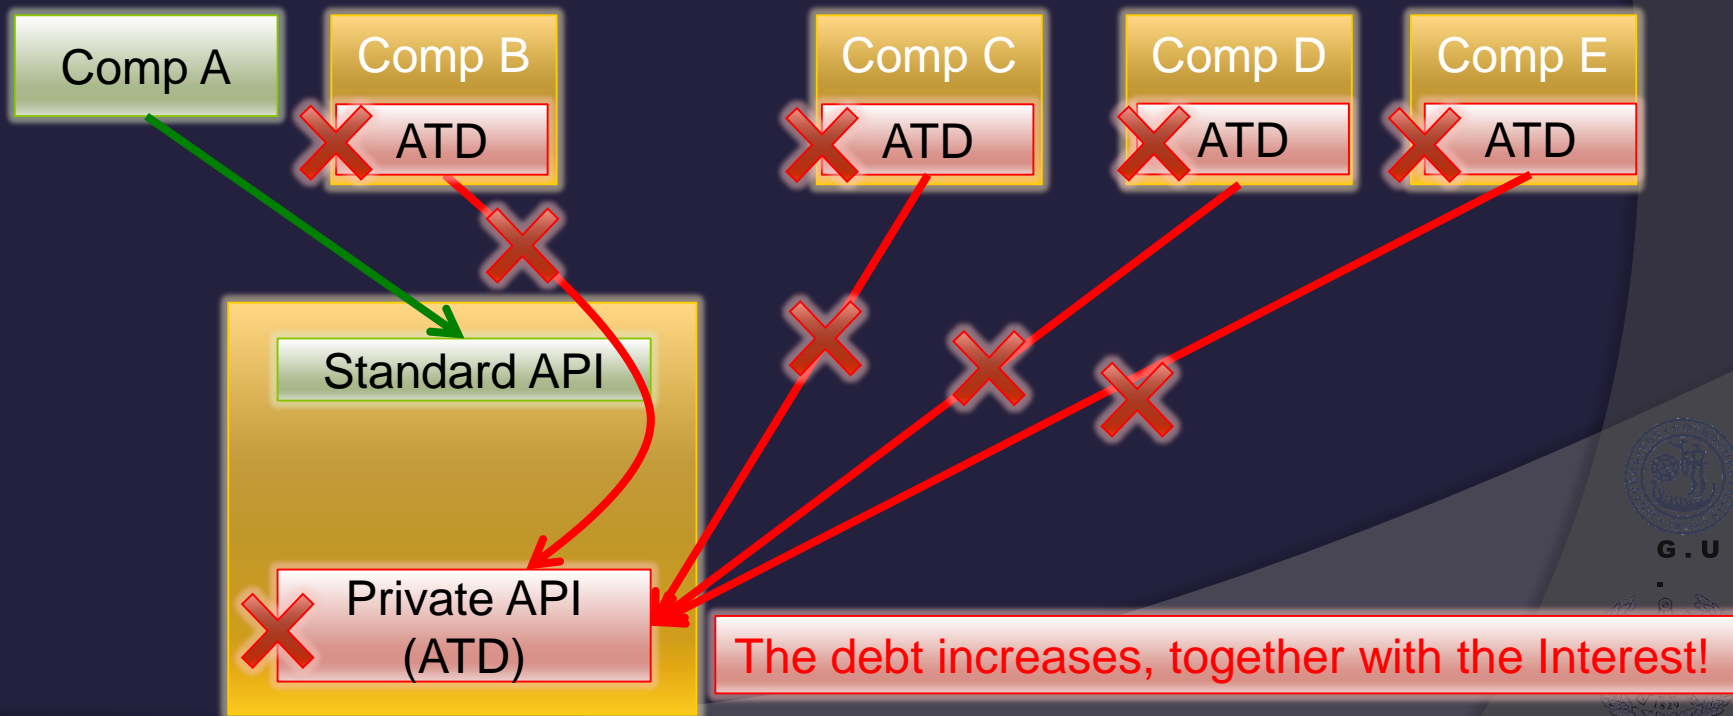 Comp A
Comp B
Comp C
Comp D
Comp E
ATD
ATD
ATD
ATD
Standard API
Private API
(ATD)
The debt increases, together with the Interest!
G . U
.
1829